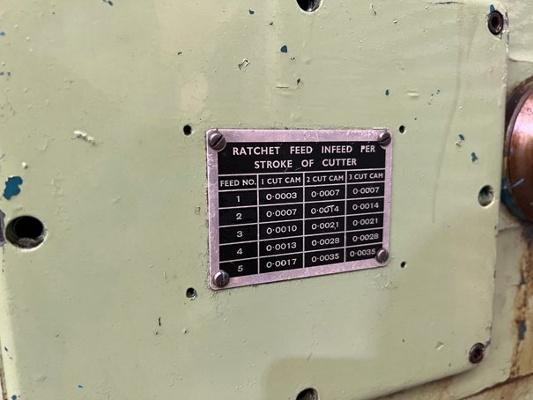 RATCHET FEED INFEED PER
STROKE OF CUTTER
FEED NO. 1 CUT CAM 2 CUT CAM 3 CUT CAM
1 0·0003 0·0007 0·0007
2 0·0007 0·0014 0·0014
3 0·0010 0·0021 0·0021
4 0·0013 0·0028 0·0028
5 0·0017 0·0035 0·0035